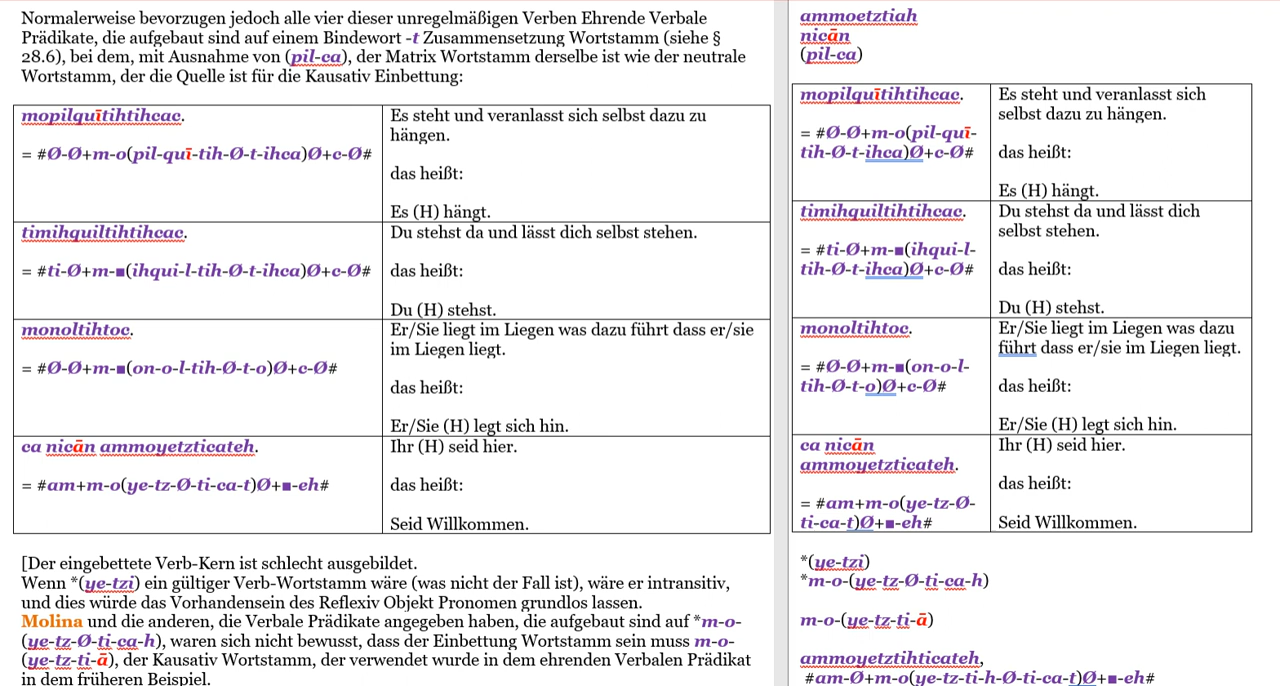 Normalerweise bevorzugen jedoch alle vier dieser unregelmäßigen Verben Ehrende Verbale
Prädikate, die aufgebaut sind auf einem Bindewort -t Zusammensetzung Wortstamm (siehe §
28.6), bei dem, mit Ausnahme von (pil-ca), der Matrix Wortstamm derselbe ist wie der neutrale
Wortstamm, der die Quelle ist für die Kausativ Einbettung:
mopilquītihtihcac.
= #Ø-Ø+m-o(pil-quī-tih-Ø-t-ihca)Ø+c-Ø#
Es steht und veranlasst sich selbst dazu zu
hängen.
das heißt:
Es (H) hängt.
timihquiltihtihcac.
= #ti-Ø+m-■(ihqui-l-tih-Ø-t-ihca)Ø+c-Ø#
Du stehst da und lässt dich selbst stehen.
das heißt:
Du (H) stehst.
monoltihtoc.
= #Ø-Ø+m-■(on-o-l-tih-Ø-t-o)Ø+c-Ø#
Er/Sie liegt im Liegen was dazu führt dass er/sie
im Liegen liegt.
das heißt:
Er/Sie (H) legt sich hin.
ca nicān ammoyetzticateh.
= #am+m-o(ye-tz-Ø-ti-ca-t)Ø+■-eh#
Ihr (H) seid hier.
das heißt:
Seid Willkommen.
[Der eingebettete Verb-Kern ist schlecht ausgebildet.
Wenn *(ye-tzi) ein gültiger Verb-Wortstamm wäre (was nicht der Fall ist), wäre er intransitiv,
und dies würde das Vorhandensein des Reflexiv Objekt Pronomen grundlos lassen.
Molina und die anderen, die Verbale Prädikate angegeben haben, die aufgebaut sind auf *m-o-
(ye-tz-Ø-ti-ca-h), waren sich nicht bewusst, dass der Einbettung Wortstamm sein muss m-o-
(ye-tz-ti-ā), der Kausativ Wortstamm, der verwendet wurde in dem ehrenden Verbalen Prädikat
in dem früheren Beispiel.
ammoetztiah
nicān
(pil-ca)
mopilquītihtihcac.
= #Ø-Ø+m-o(pil-quī-
tih-Ø-t-ihca)Ø+c-Ø#
Es steht und veranlasst sich
selbst dazu zu hängen.
das heißt:
Es (H) hängt.
timihquiltihtihcac.
= #ti-Ø+m-■(ihqui-l-
tih-Ø-t-ihca)Ø+c-Ø#
Du stehst da und lässt dich
selbst stehen.
das heißt:
Du (H) stehst.
monoltihtoc.
= #Ø-Ø+m-■(on-o-l-
tih-Ø-t-o)Ø+c-Ø#
Er/Sie liegt im Liegen was dazu
führt dass er/sie im Liegen liegt.
das heißt:
Er/Sie (H) legt sich hin.
ca nicān
ammoyetzticateh.
= #am+m-o(ye-tz-Ø-
ti-ca-t)Ø+■-eh#
Ihr (H) seid hier.
das heißt:
Seid Willkommen.
*(ye-tzi)
*m-o-(ye-tz-Ø-ti-ca-h)
m-o-(ye-tz-ti-ā)
ammoyetztihticateh,
#am-Ø+m-o(ye-tz-ti-h-Ø-ti-ca-t)Ø+■-eh#